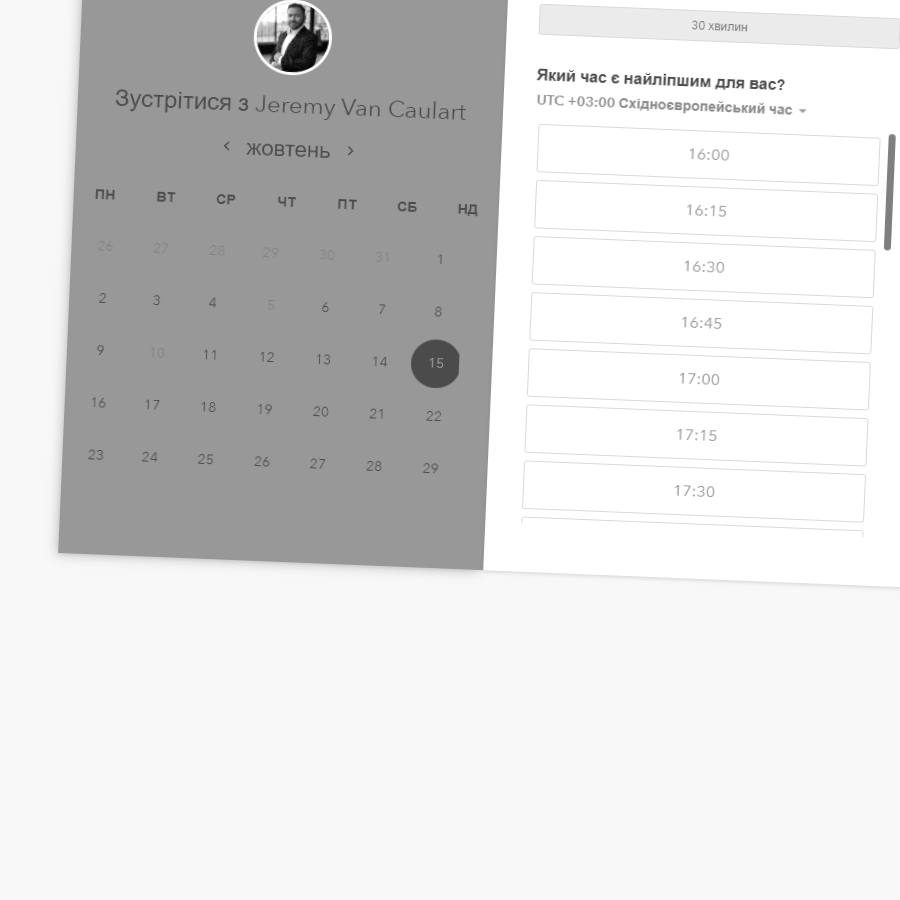 Зустрітися з Jeremy Van Caulart
‹ жовтень ›
ПН ВТ СР ЧТ ПТ СБ НД
26 27 28 29 30 31 1
2 3 4 5 6 7 8
9 10 11 12 13 14 15
16 17 18 19 20 21 22
23 24 25 26 27 28 29
30 хвилин
Який час є найліпшим для вас?
UTC +03:00 Східноєвропейський час
16:00
16:15
16:30
16:45
17:00
17:15
17:30